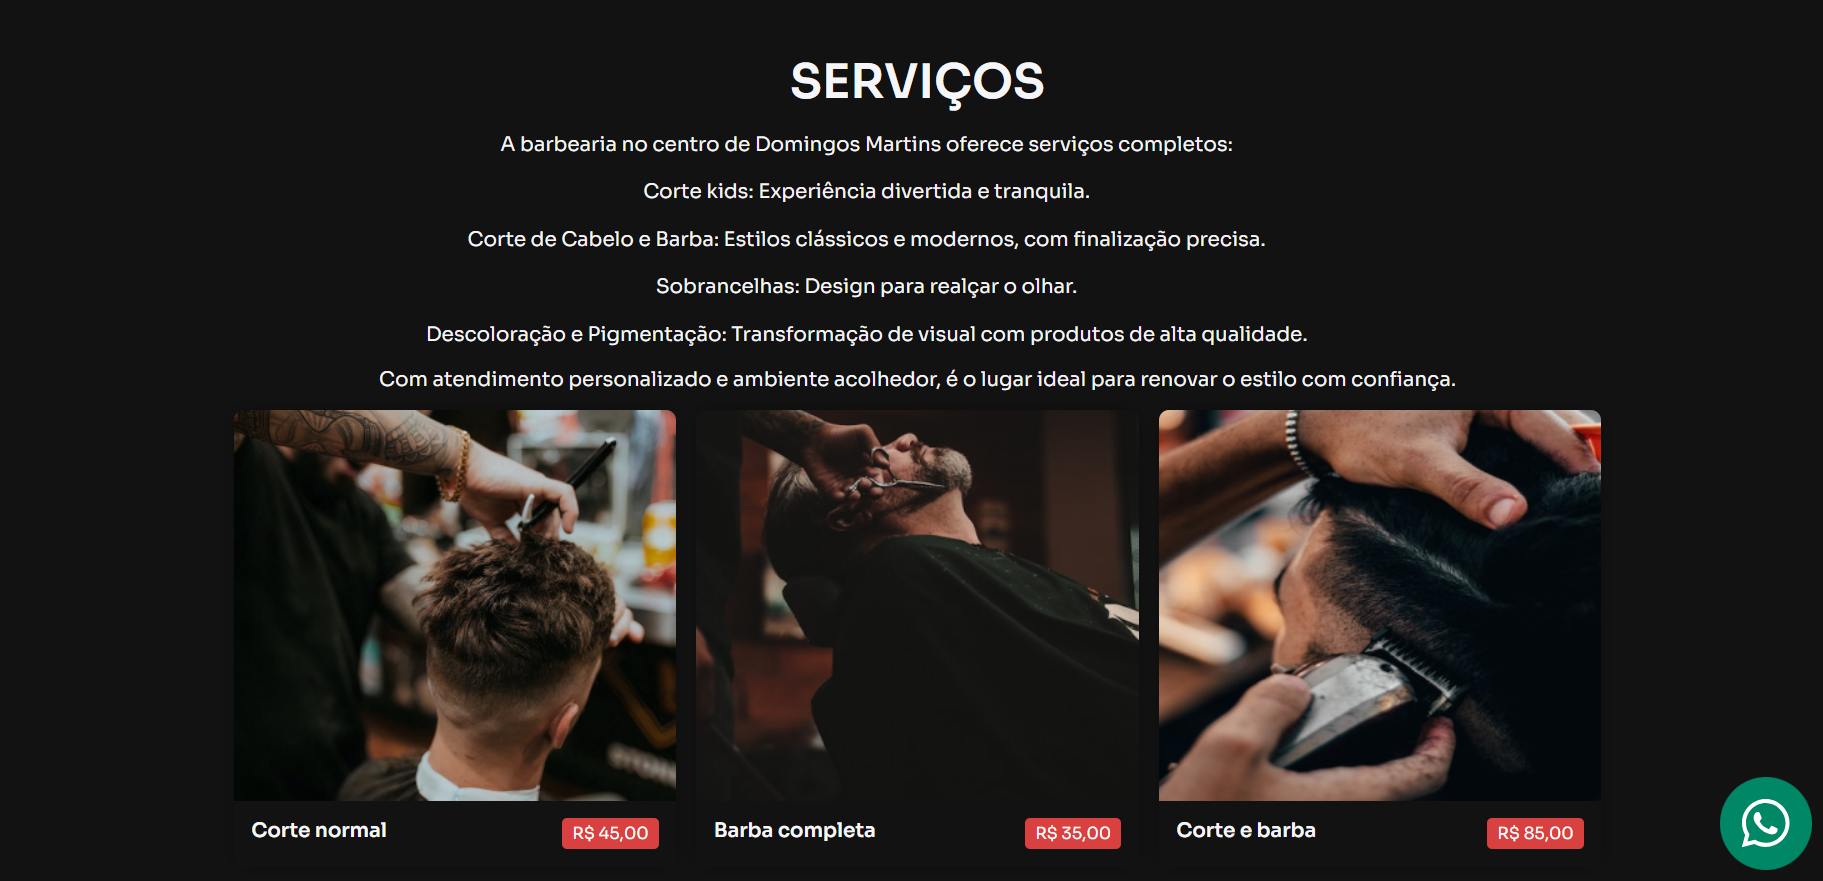 SERVIÇOS
A barbearia no centro de Domingos Martins oferece serviços completos:
Corte kids: Experiência divertida e tranquila.
Corte de Cabelo e Barba: Estilos clássicos e modernos, com finalização precisa.
Sobrancelhas: Design para realçar o olhar.
Descoloração e Pigmentação: Transformação de visual com produtos de alta qualidade.
Com atendimento personalizado e ambiente acolhedor, é o lugar ideal para renovar o estilo com confiança.
Corte normal
R$ 45,00
Barba completa
R$ 35,00
Corte e barba
R$ 85,00